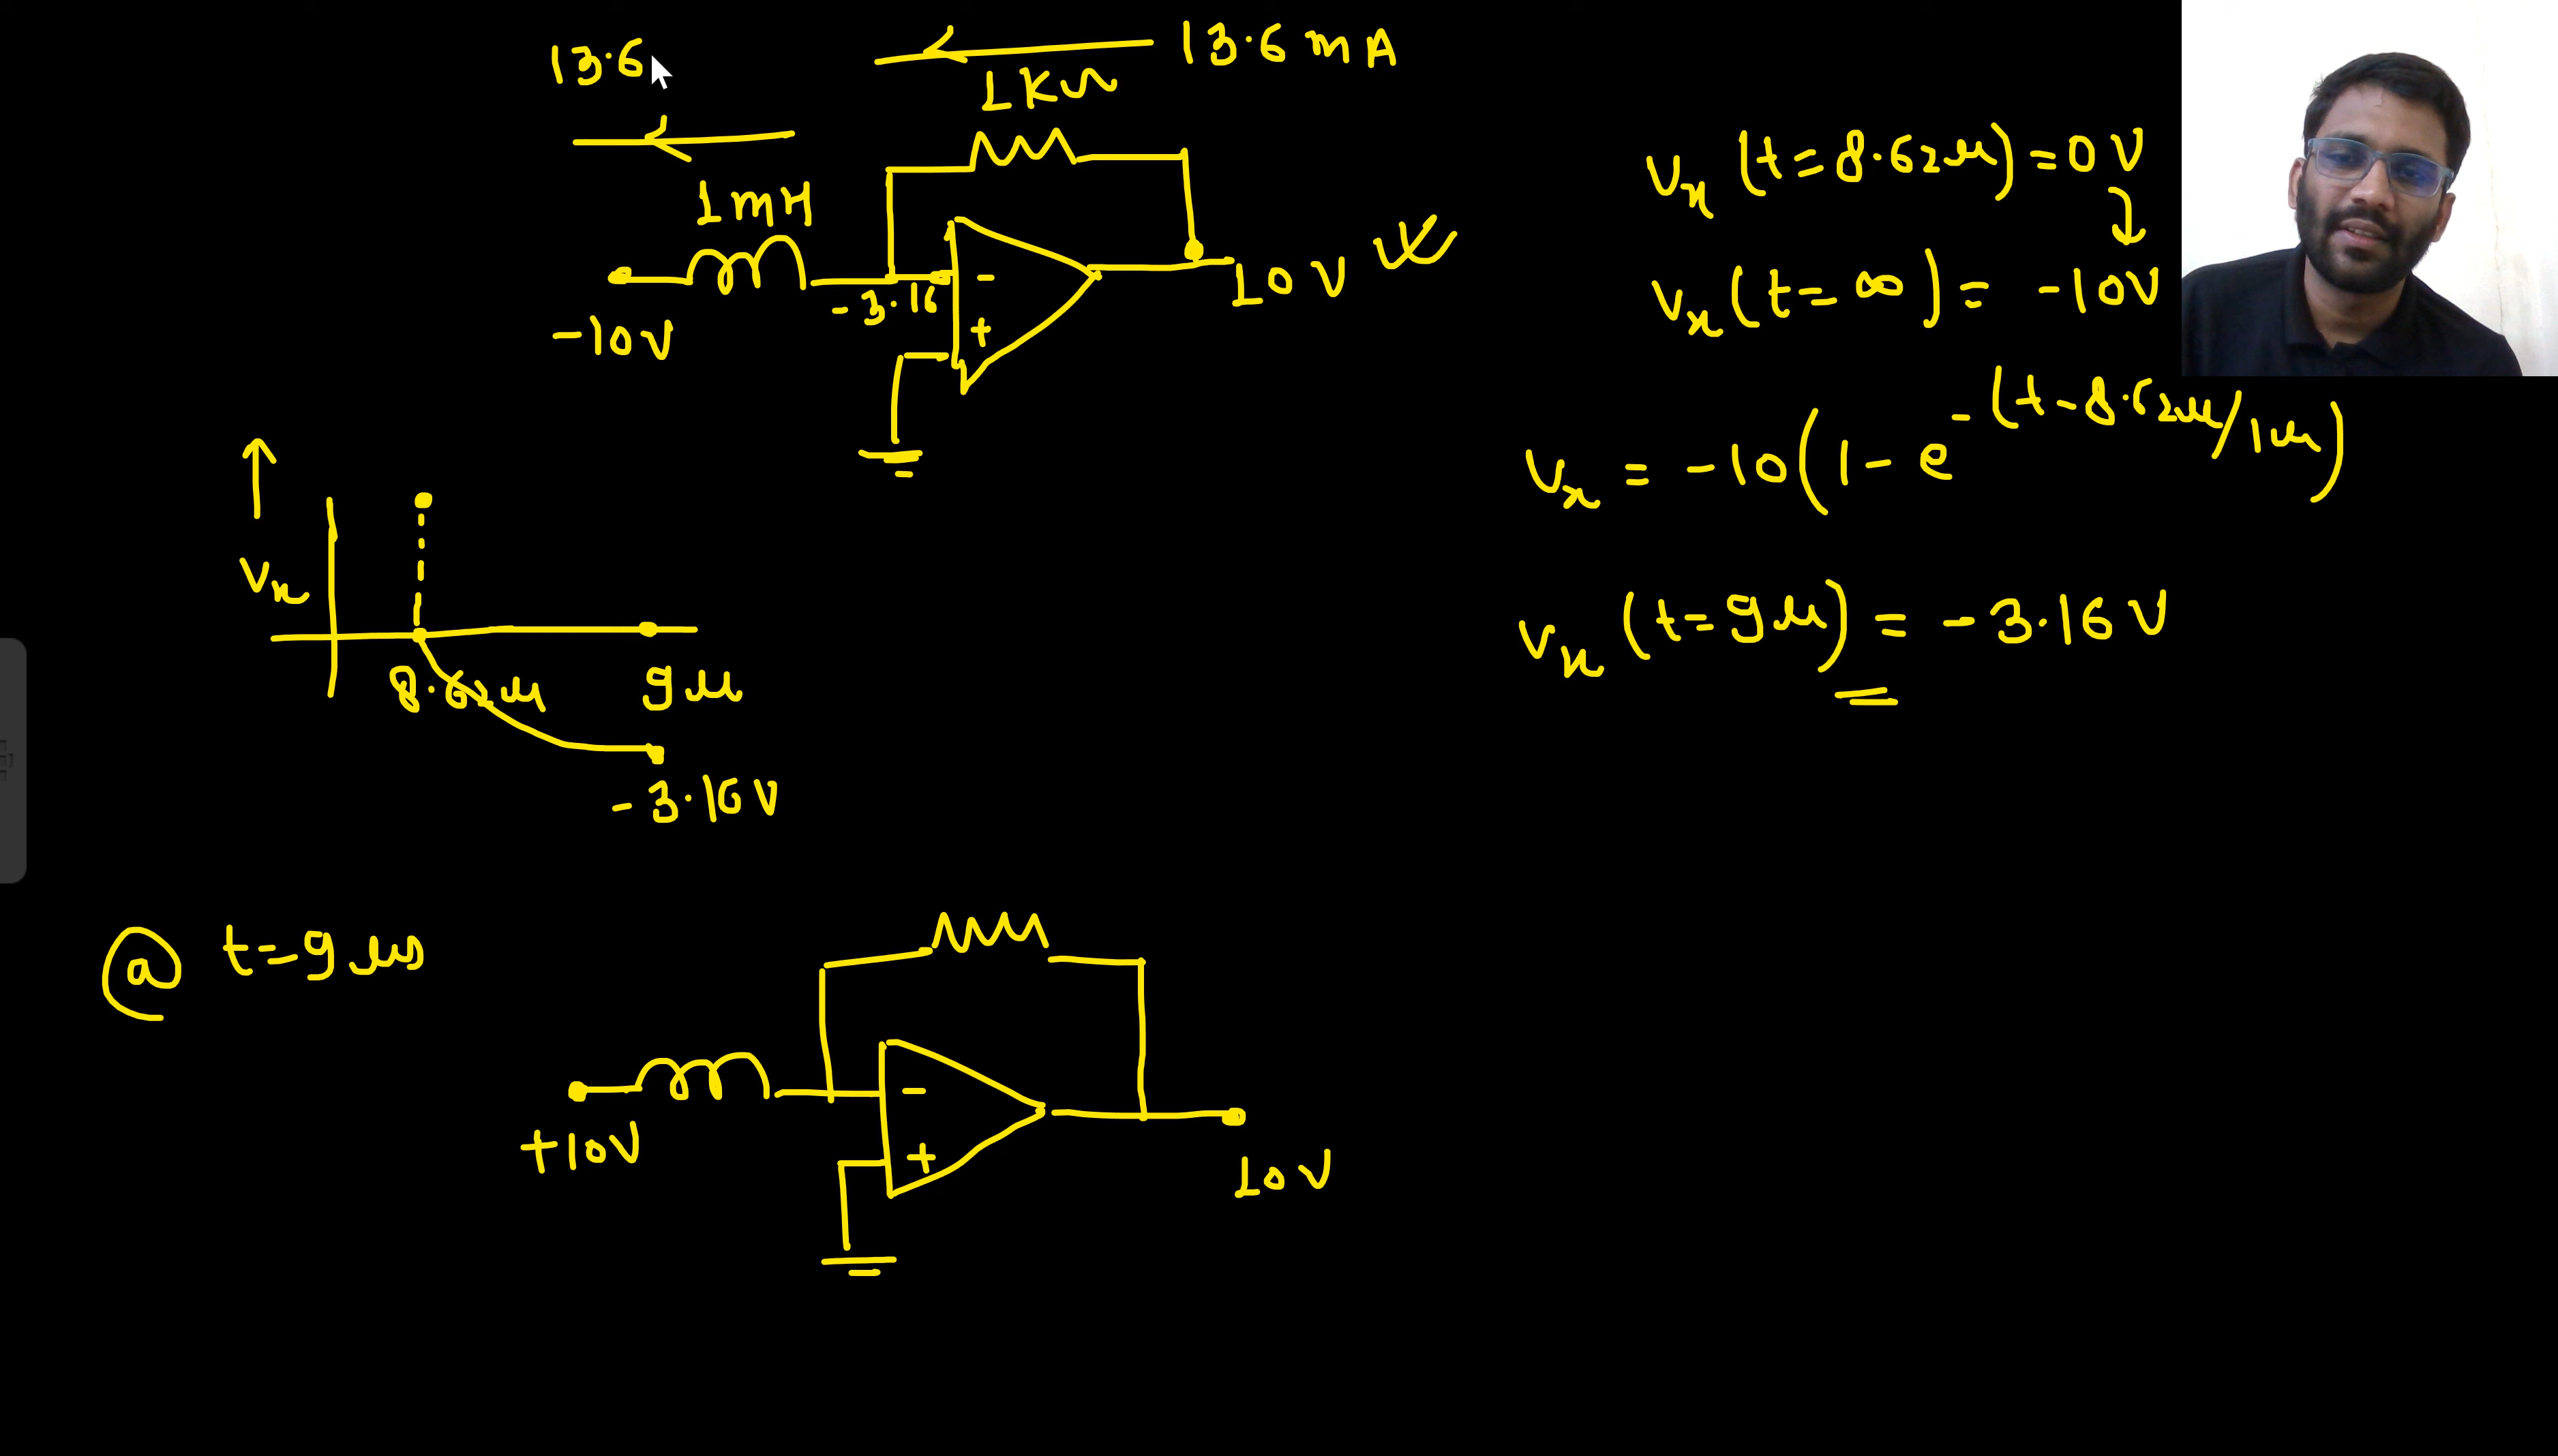 13.6
13.6 mA
1KΩ
1mH
-10V
-3.16
-
+
10V
Vx (t=8.62μ) = 0V
Vx (t=∞) = -10V
Vx = -10(1-e^-(t-8.62μ/1μ))
Vx (t=9μ) = -3.16V
Vx
8.62μ
9μ
-3.16V
@ t=9μs
+10V
-
+
10V